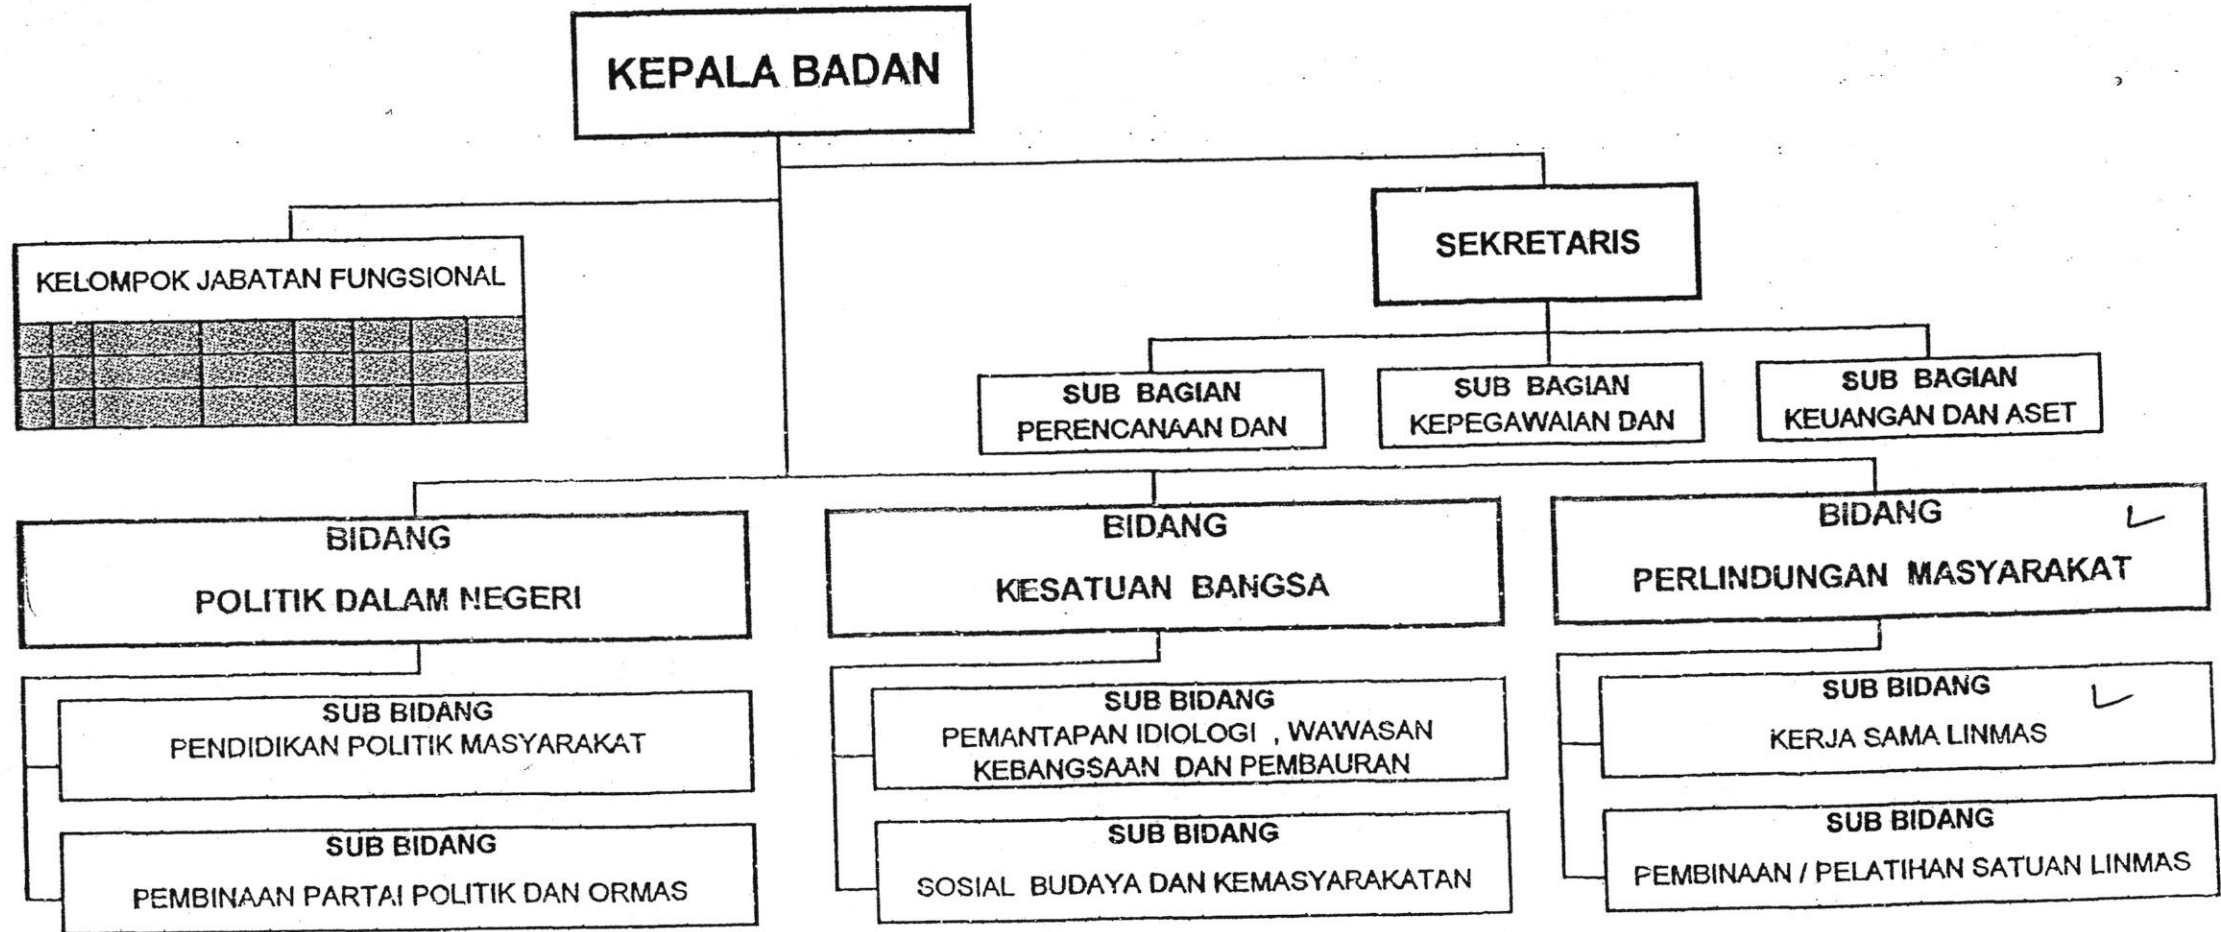 KEPALA BADAN
SEKRETARIS
KELOMPOK JABATAN FUNGSIONAL
SUB BAGIAN
PERENCANAAN DAN
SUB BAGIAN
KEPEGAWAIAN DAN
SUB BAGIAN
KEUANGAN DAN ASET
BIDANG
POLITIK DALAM NEGERI
BIDANG
KESATUAN BANGSA
BIDANG
PERLINDUNGAN MASYARAKAT
SUB BIDANG
PENDIDIKAN POLITIK MASYARAKAT
SUB BIDANG
PEMBINAAN PARTAI POLITIK DAN ORMAS
SUB BIDANG
PEMANTAPAN IDIOLOGI , WAWASAN
KEBANGSAAN DAN PEMBAURAN
SUB BIDANG
SOSIAL BUDAYA DAN KEMASYARAKATAN
SUB BIDANG
KERJA SAMA LINMAS
SUB BIDANG
PEMBINAAN / PELATIHAN SATUAN LINMAS